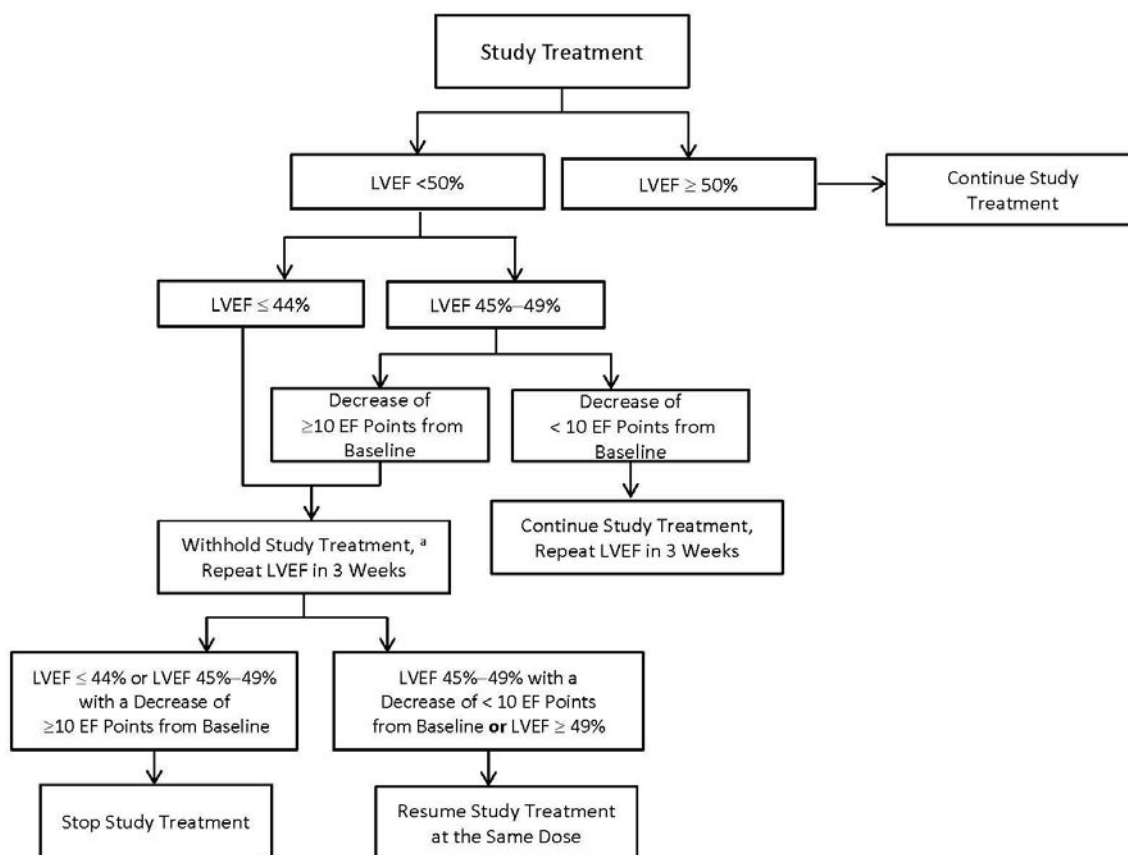 Study Treatment
LVEF <50%
LVEF ≥ 50%
Continue Study
Treatment
LVEF ≤ 44%
LVEF 45%–49%
Decrease of
≥10 EF Points from
Baseline
Decrease of
< 10 EF Points from
Baseline
Withhold Study Treatment, ᵃ
Repeat LVEF in 3 Weeks
Continue Study Treatment,
Repeat LVEF in 3 Weeks
LVEF ≤ 44% or LVEF 45%–49%
with a Decrease of
≥10 EF Points from Baseline
LVEF 45%–49% with a
Decrease of < 10 EF Points
from Baseline or LVEF ≥ 49%
Stop Study Treatment
Resume Study Treatment
at the Same Dose